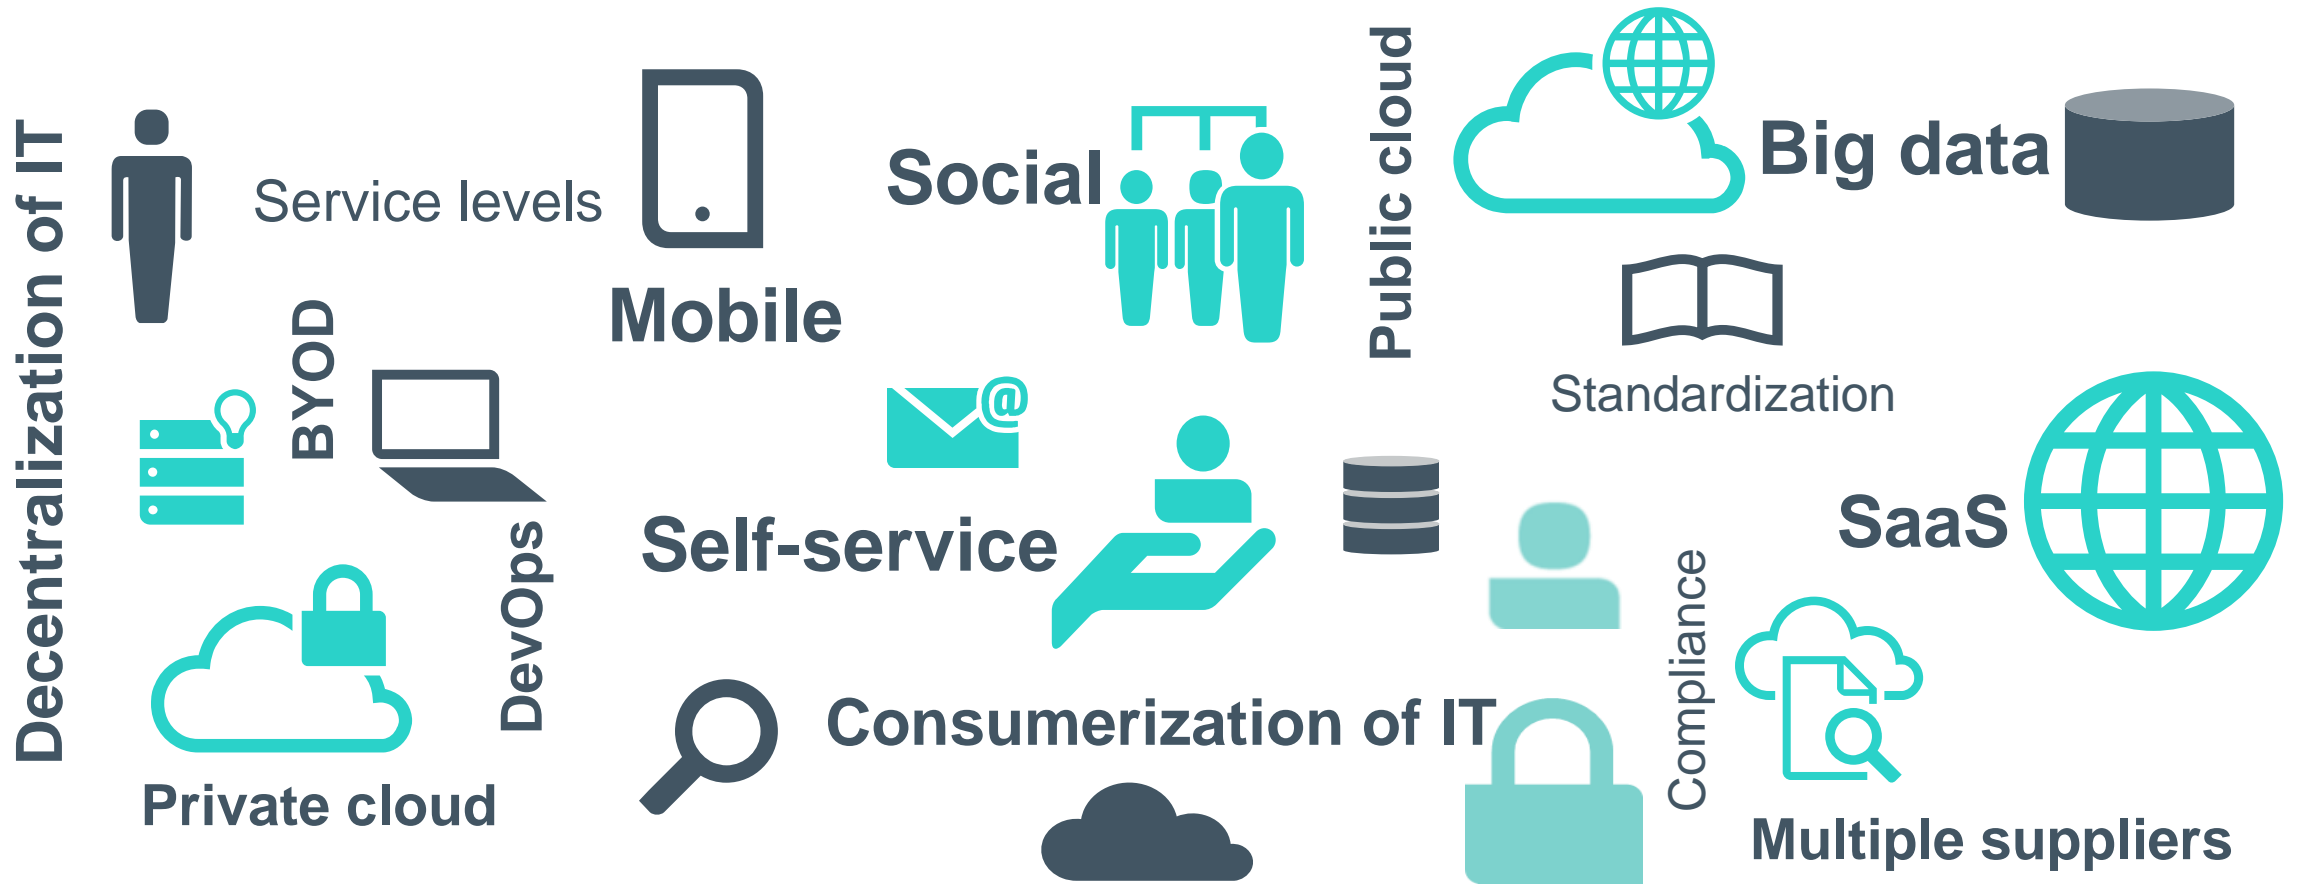 Decentralization of IT
Service levels
Mobile
Social
Public cloud
Big data
BYOD
Standardization
@
DevOps
Self-service
SaaS
Compliance
Private cloud
Consumerization of IT
Multiple suppliers